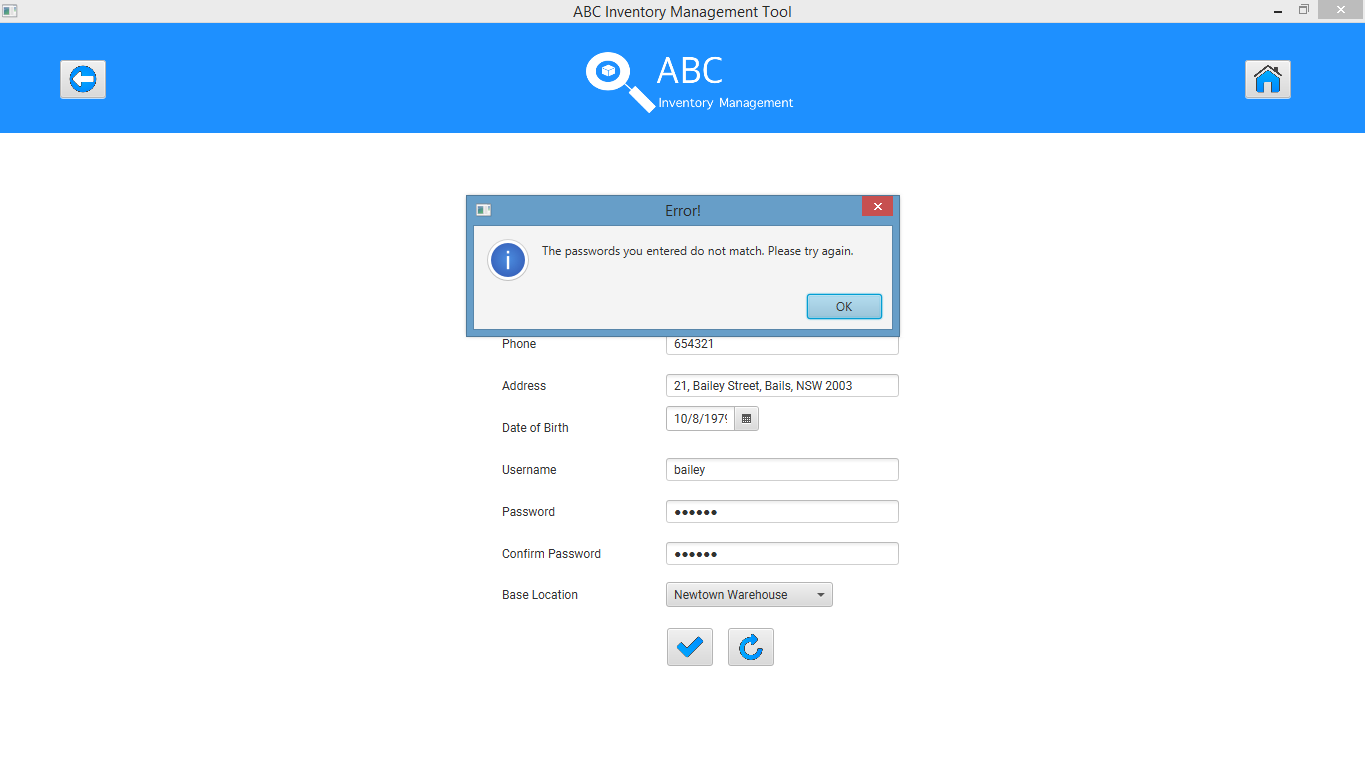 ABC Inventory Management Tool
ABC
Inventory Management
Error!
The passwords you entered do not match. Please try again.
OK
Phone 654321
Address 21, Bailey Street, Bails, NSW 2003
Date of Birth 10/8/1979
Username bailey
Password ●●●●●●
Confirm Password ●●●●●●
Base Location Newtown Warehouse